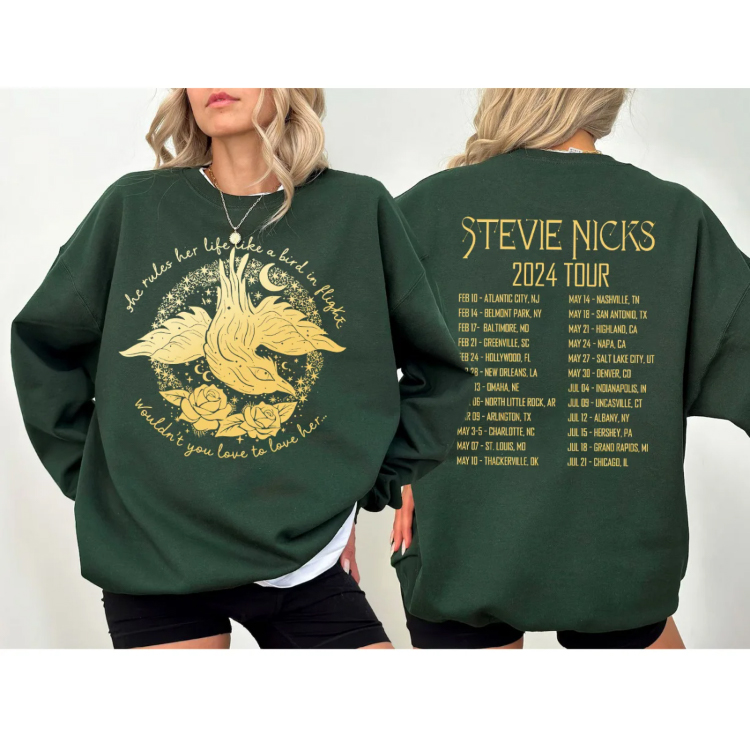 she rules her life like a bird in flight
Wouldn't you love to love her...
STEVIE NICKS
2024 TOUR
FEB 10 - ATLANTIC CITY, NJ
FEB 14 - BELMONT PARK, NY
FEB 17- BALTIMORE, MD
FEB 21 - GREENVILLE, SC
24 - HOLLYWOOD, FL
28 - NEW ORLEANS, LA
13 - OMAHA, NE
06- NORTH LITTLE ROCK, AR
09 - ARLINGTON, TX
MAY 3-5 - CHARLOTTE, NC
MAY 07 - ST. LOUIS, MO
MAY 10 - THACKERVILLE, OK
MAY 14 - NASHVILLE, TN
MAY 18 - SAN ANTONIO, TX
MAY 21 - HIGHLAND, CA
MAY 24 - NAPA, CA
MAY 27 - SALT LAKE CITY, UT
MAY 30 - DENVER, CO
JUL 04 - INDIANAPOLIS, IN
JUL 09 - UNCASVILLE, CT
JUL 12 - ALBANY, NY
JUL 15 - HERSHEY, PA
JUL 18 - GRAND RAPIDS, MI
JUL 21 - CHICAGO, IL